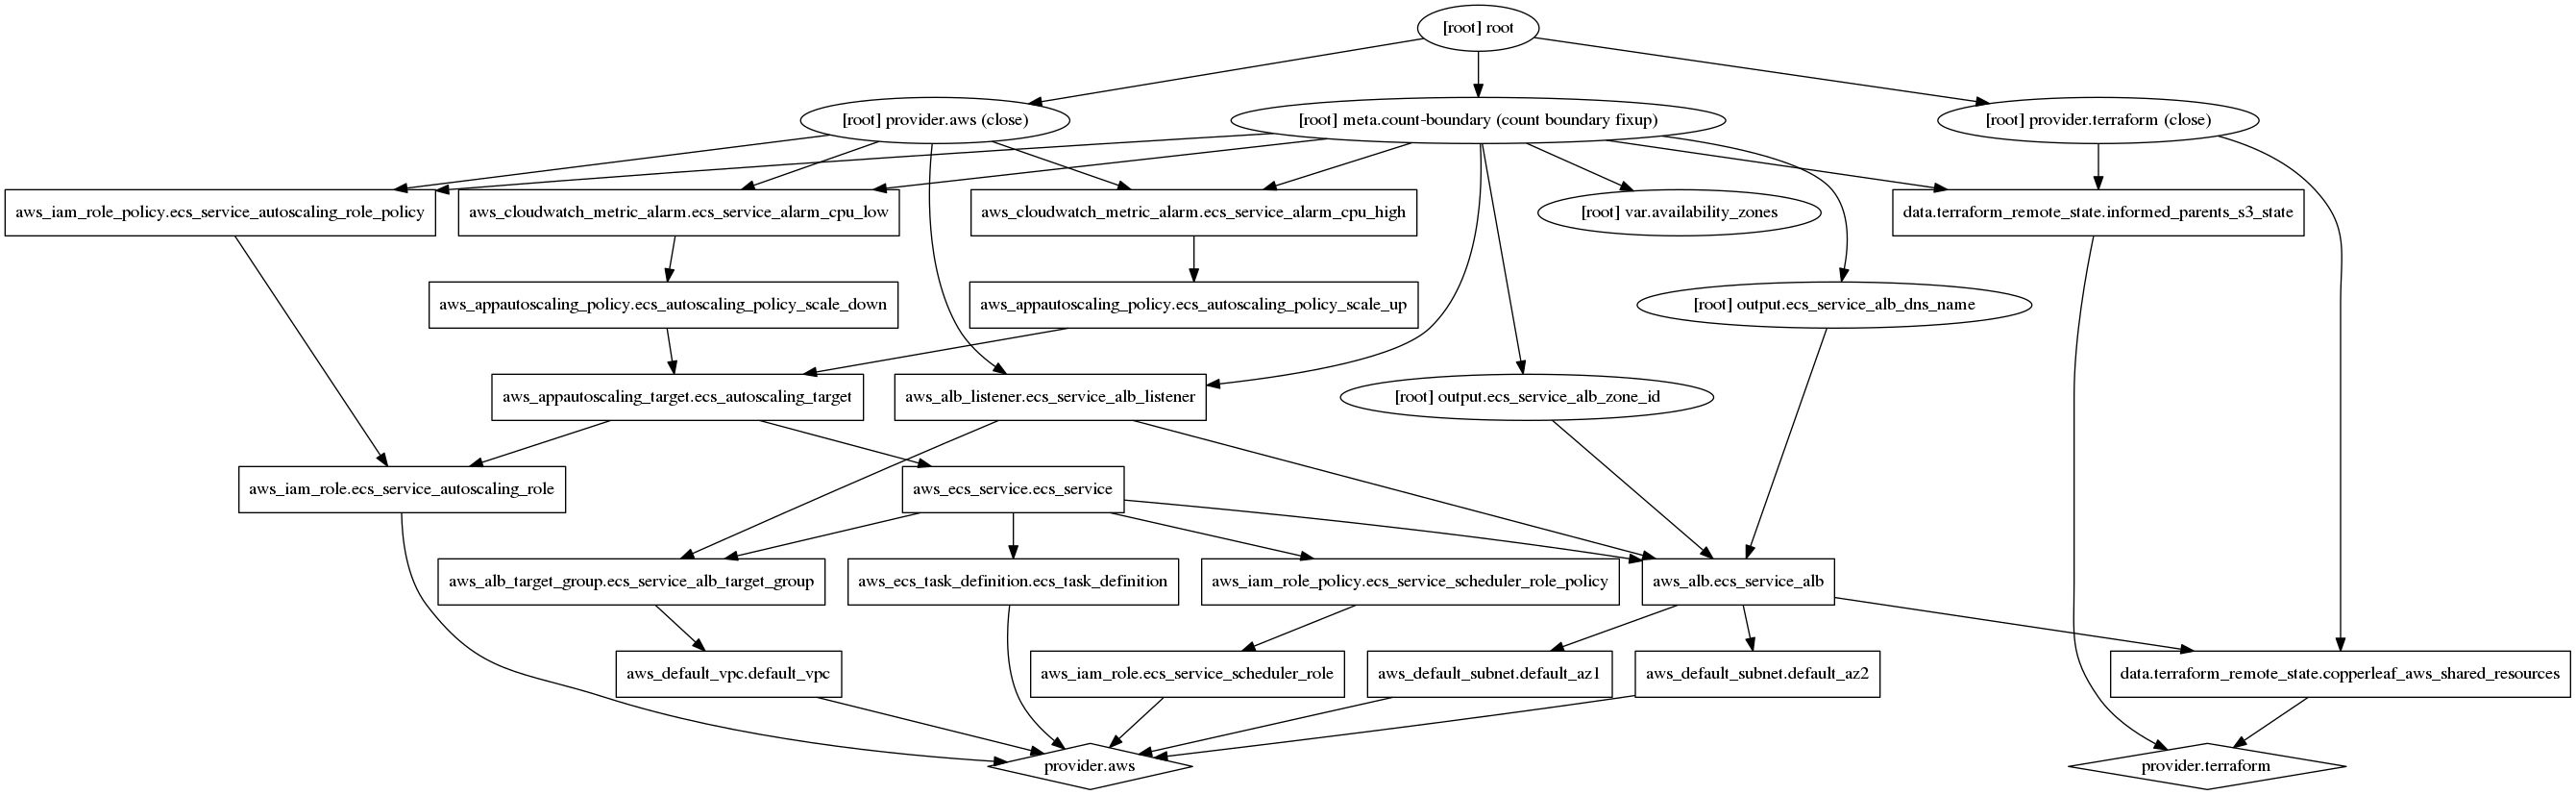 [root] root
[root] provider.aws (close)
[root] meta.count-boundary (count boundary fixup)
[root] provider.terraform (close)
aws_iam_role_policy.ecs_service_autoscaling_role_policy
aws_cloudwatch_metric_alarm.ecs_service_alarm_cpu_low
aws_cloudwatch_metric_alarm.ecs_service_alarm_cpu_high
[root] var.availability_zones
data.terraform_remote_state.informed_parents_s3_state
aws_appautoscaling_policy.ecs_autoscaling_policy_scale_down
aws_appautoscaling_policy.ecs_autoscaling_policy_scale_up
[root] output.ecs_service_alb_dns_name
aws_appautoscaling_target.ecs_autoscaling_target
aws_alb_listener.ecs_service_alb_listener
[root] output.ecs_service_alb_zone_id
aws_iam_role.ecs_service_autoscaling_role
aws_ecs_service.ecs_service
aws_alb_target_group.ecs_service_alb_target_group
aws_ecs_task_definition.ecs_task_definition
aws_iam_role_policy.ecs_service_scheduler_role_policy
aws_alb.ecs_service_alb
aws_default_vpc.default_vpc
aws_iam_role.ecs_service_scheduler_role
aws_default_subnet.default_az1
aws_default_subnet.default_az2
data.terraform_remote_state.copperleaf_aws_shared_resources
provider.aws
provider.terraform